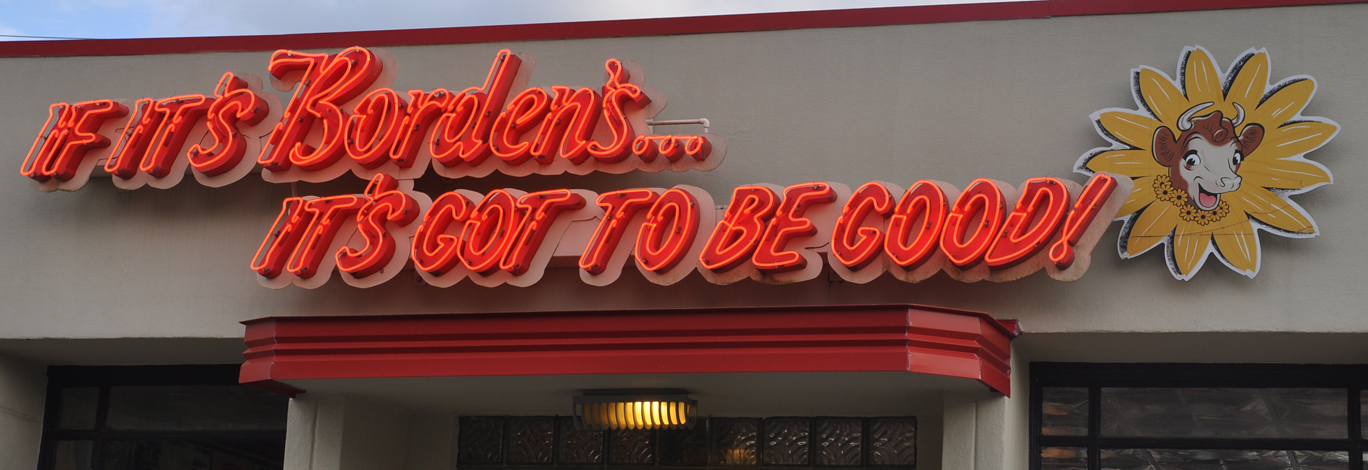 IF IT'S Borden's...
IT'S GOT TO BE GOOD!